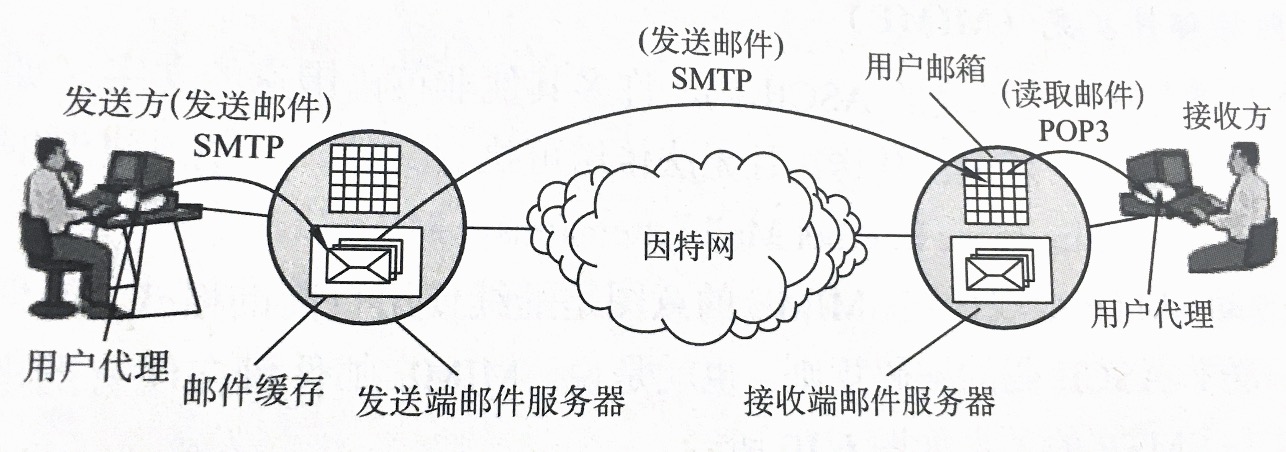 (发送邮件)
SMTP
用户邮箱
(读取邮件)
POP3
接收方
发送方(发送邮件)
SMTP
因特网
用户代理
用户代理
邮件缓存
发送端邮件服务器
接收端邮件服务器